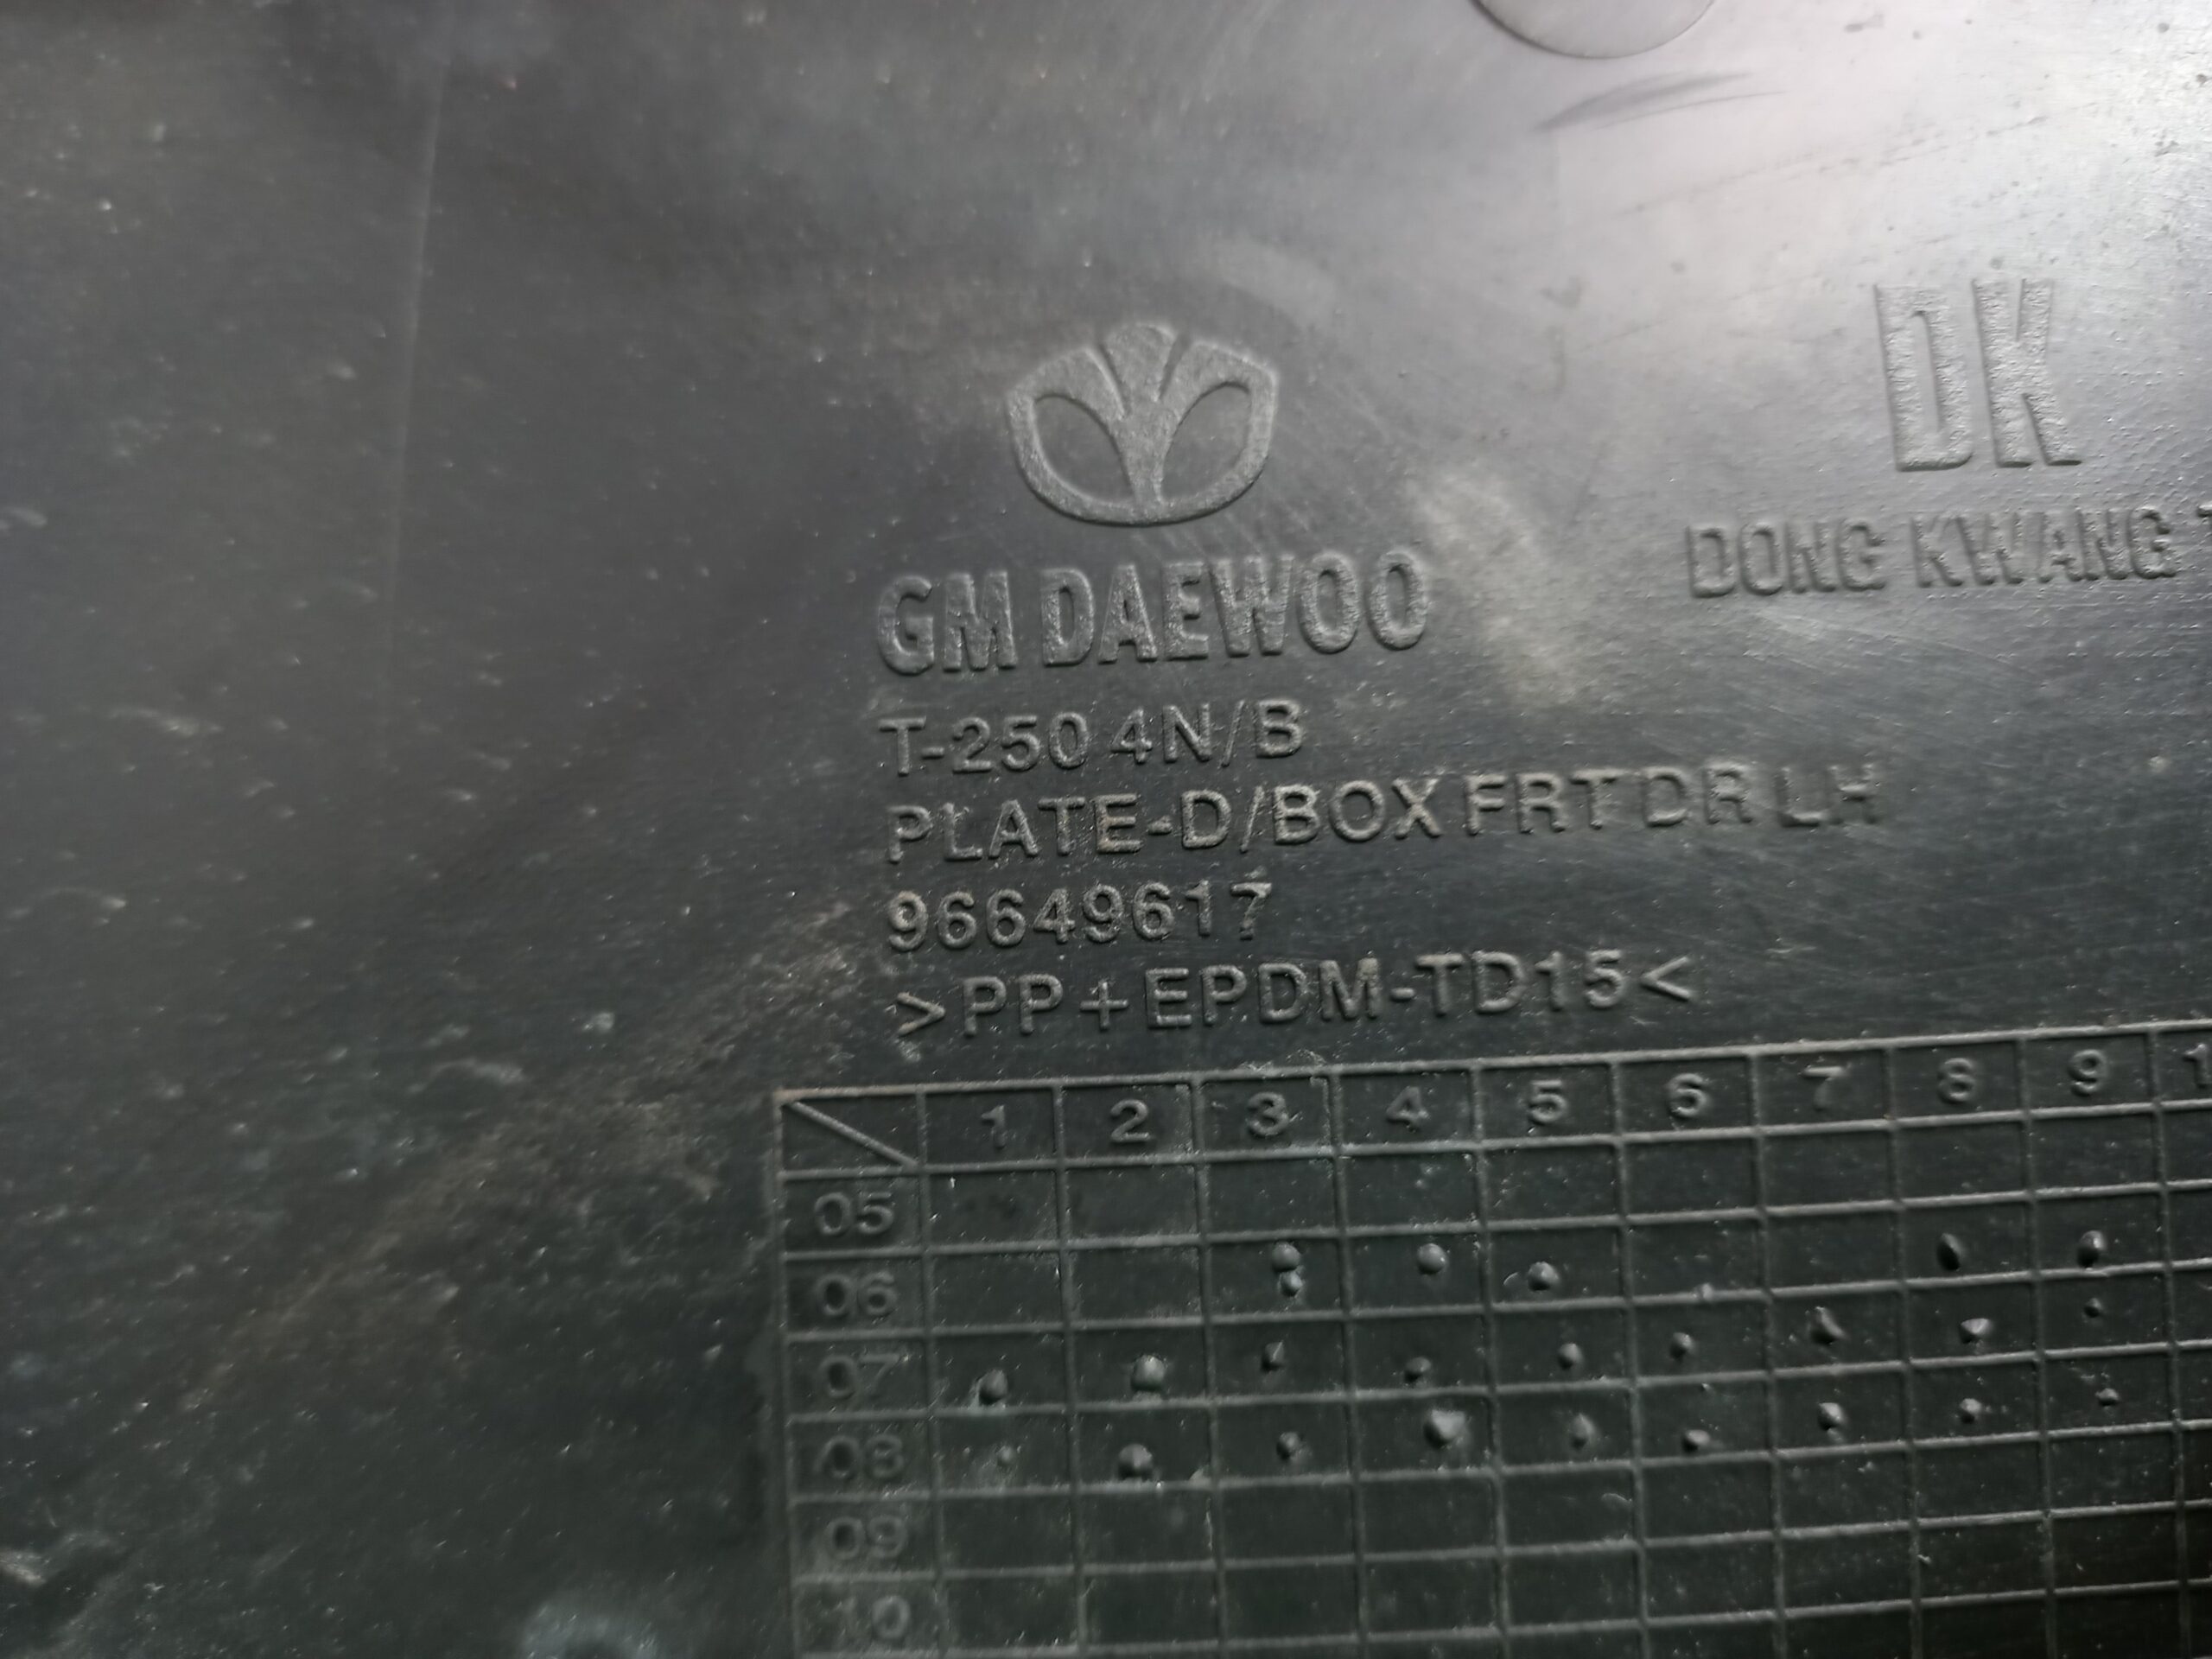 DK
DONG KWANG
GM DAEWOO
T-250 4N/B
PLATE-D/BOX FRT DR LH
96649617
>PP+EPDM-TD15<
1 2 3 4 5 6 7 8 9
05
06
07
08
09
10